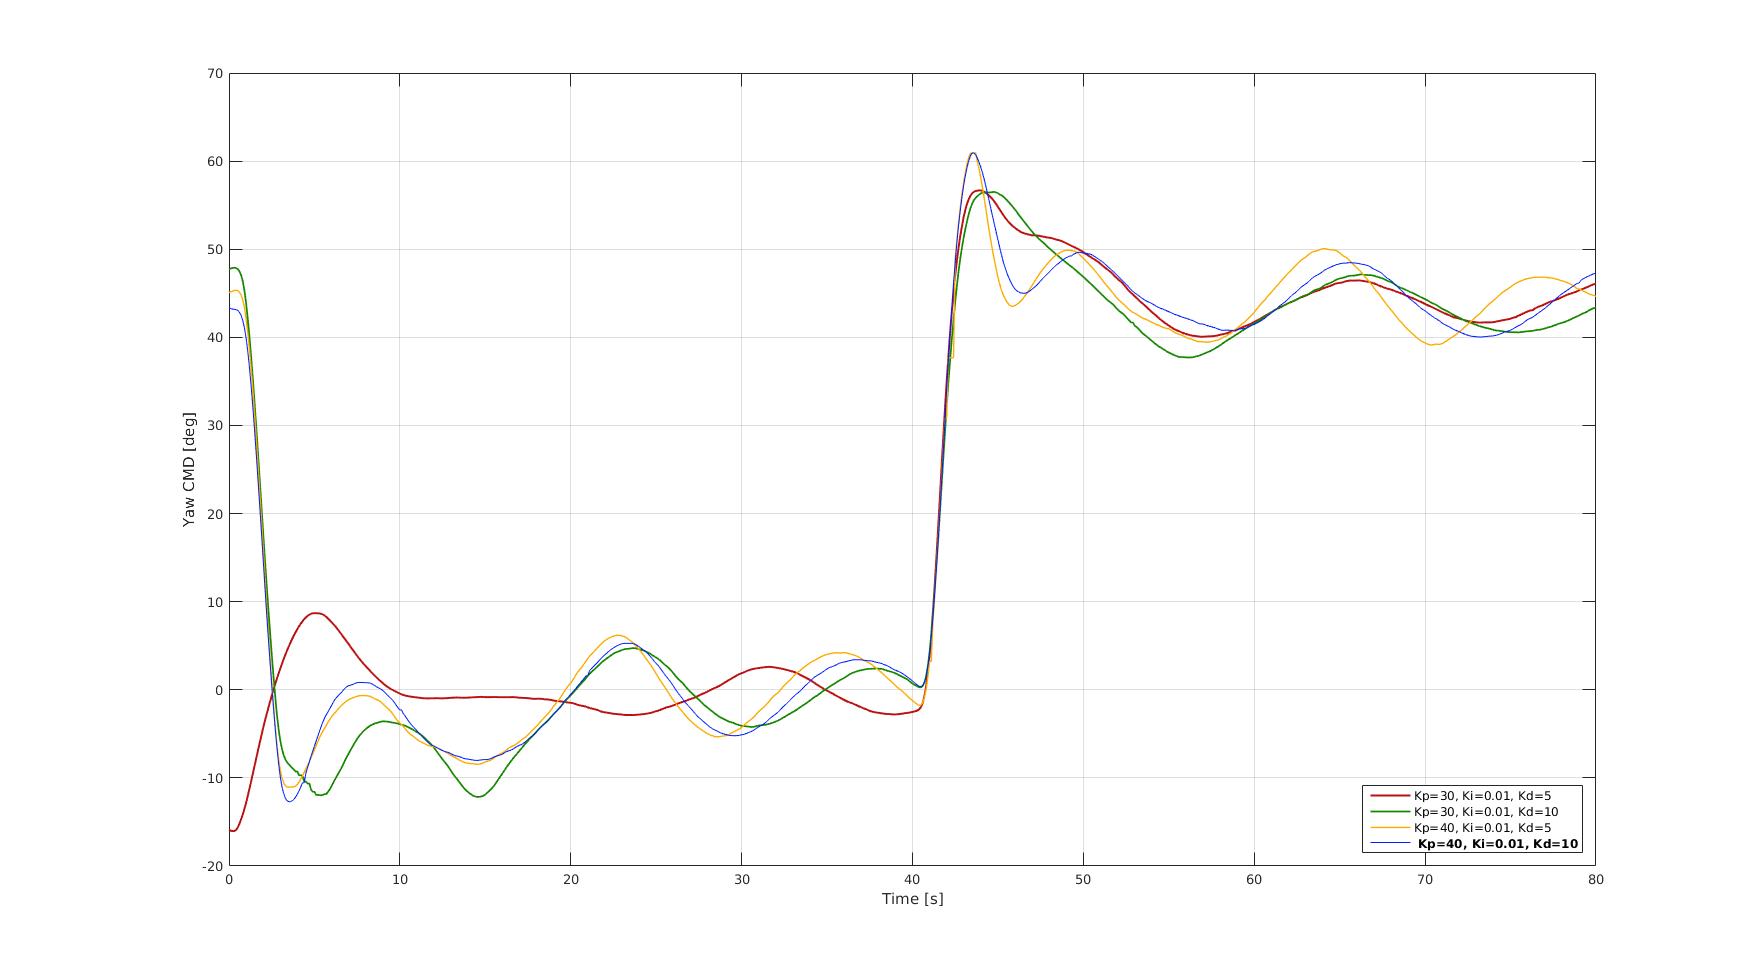 70
60
50
40
30
20
10
0
-10
-20
Yaw CMD [deg]
0 10 20 30 40 50 60 70 80
Time [s]
Kp=30, Ki=0.01, Kd=5
Kp=30, Ki=0.01, Kd=10
Kp=40, Ki=0.01, Kd=5
Kp=40, Ki=0.01, Kd=10